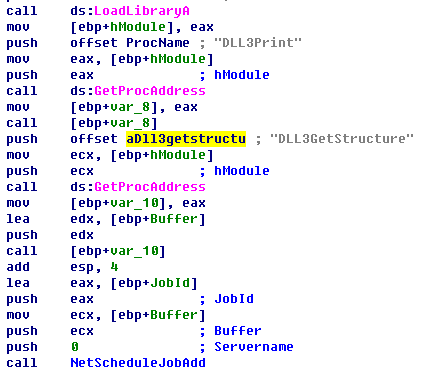 call ds:LoadLibraryA
mov [ebp+hModule], eax
push offset ProcName ; "DLL3Print"
mov eax, [ebp+hModule]
push eax ; hModule
call ds:GetProcAddress
mov [ebp+var_8], eax
call [ebp+var_8]
push offset aDll3getstructu ; "DLL3GetStructure"
mov ecx, [ebp+hModule]
push ecx ; hModule
call ds:GetProcAddress
mov [ebp+var_10], eax
lea edx, [ebp+Buffer]
push edx
call [ebp+var_10]
add esp, 4
lea eax, [ebp+JobId]
push eax ; JobId
mov ecx, [ebp+Buffer]
push ecx ; Buffer
push 0 ; Servername
call NetScheduleJobAdd